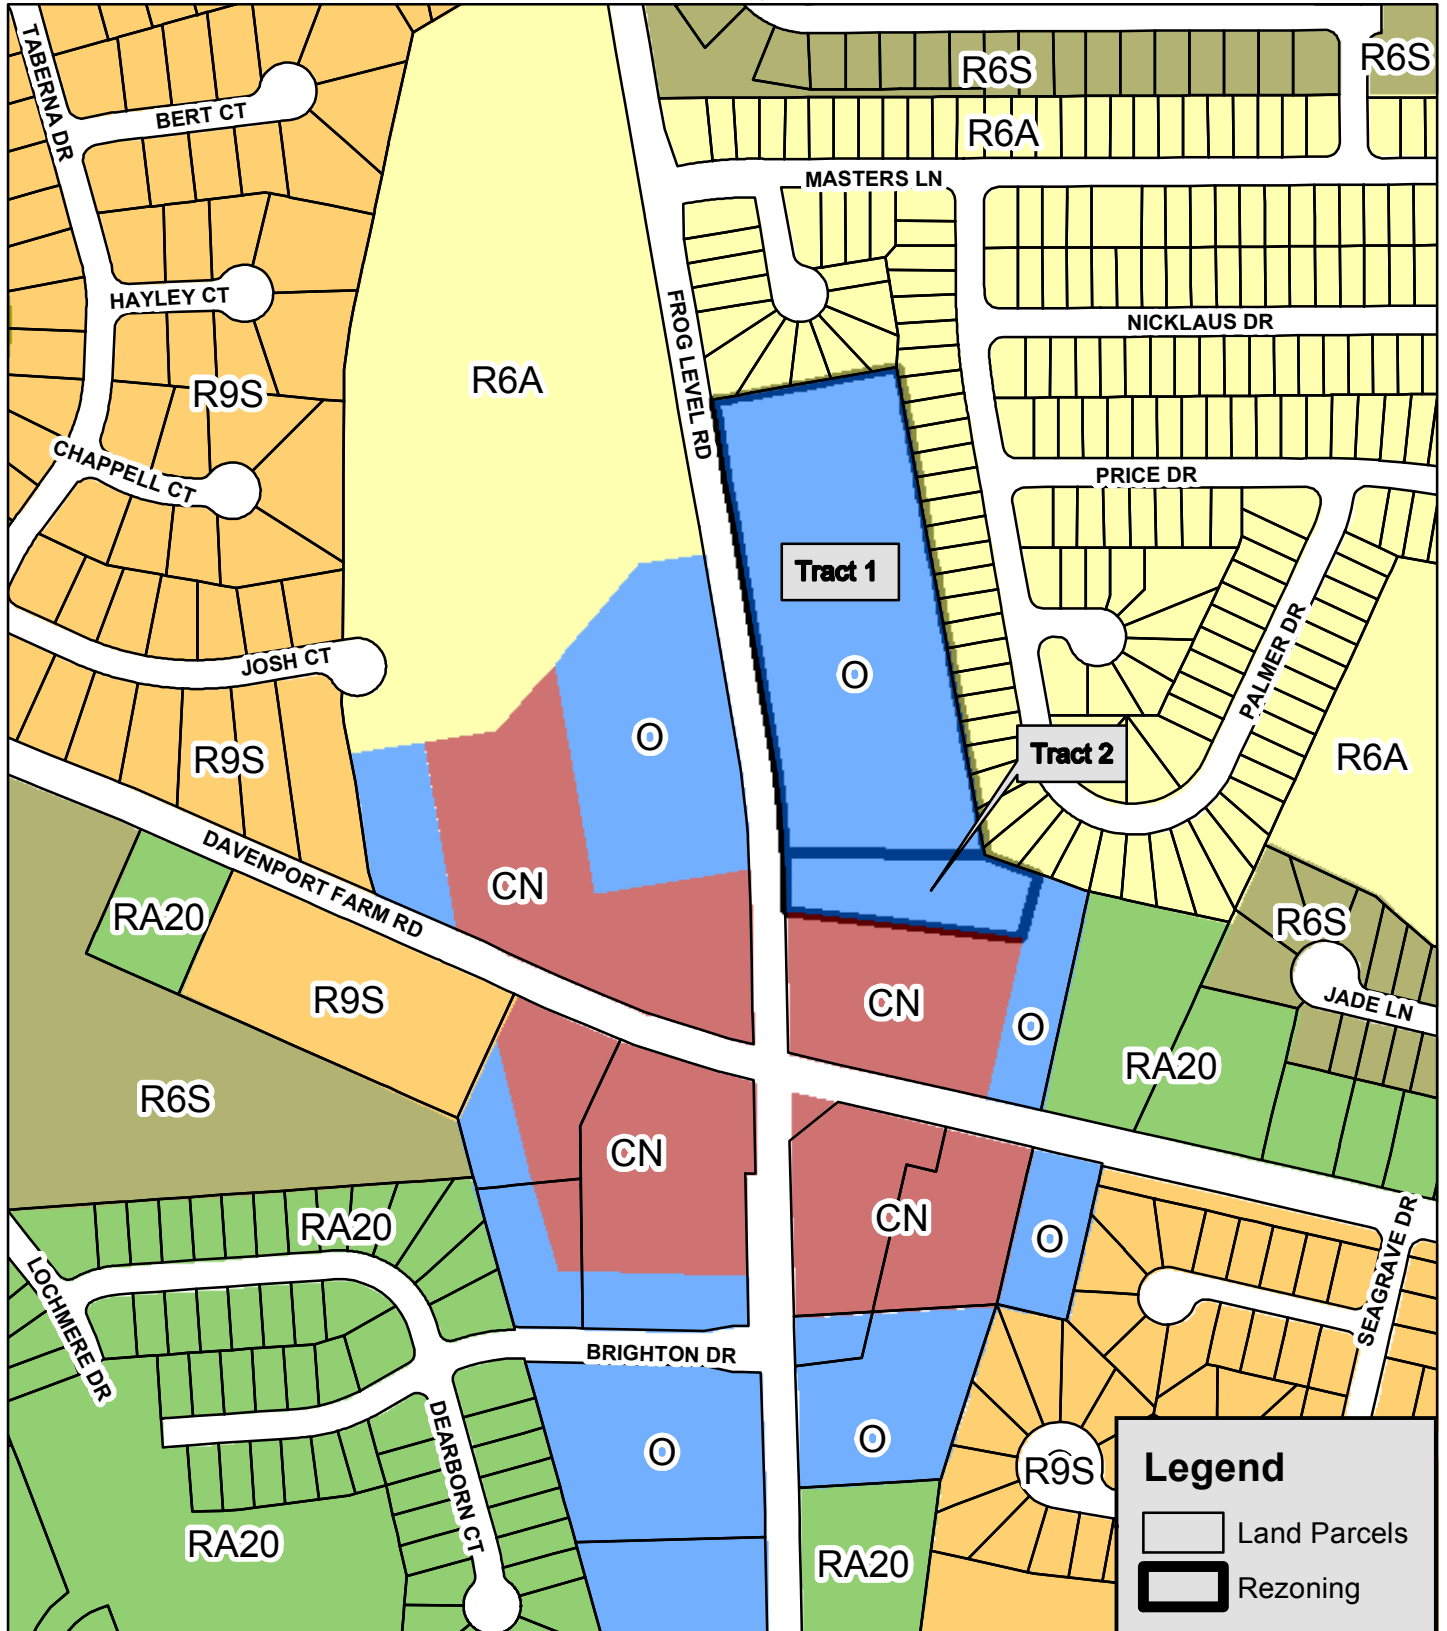 TABERNA DR
BERT CT
R6S
R6S
R6A
MASTERS LN
HAYLEY CT
FROG LEVEL RD
NICKLAUS DR
R9S
R6A
CHAPPELL CT
PRICE DR
Tract 1
JOSH CT
O
PALMER DR
R9S
O
Tract 2
R6A
DAVENPORT FARM RD
CN
RA20
R6S
R9S
CN
O
JADE LN
R6S
RA20
CN
RA20
CN
O
SEAGRAVE DR
LOCHMERE DR
BRIGHTON DR
DEARBORN CT
O
O
R9S
RA20
RA20
Legend
Land Parcels
Rezoning